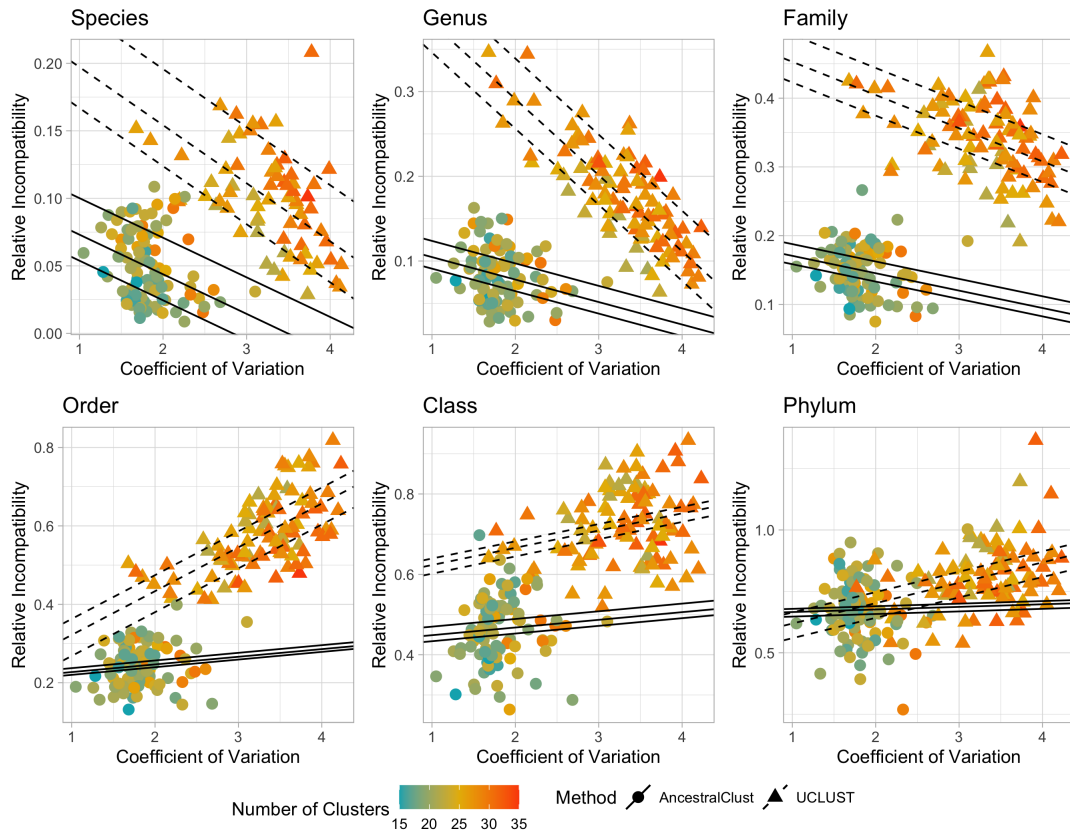 Species Genus Family
Relative Incompatibility
0.20
0.15
0.10
0.05
0.00
1 2 3 4
Coefficient of Variation
Relative Incompatibility
0.3
0.2
0.1
1 2 3 4
Coefficient of Variation
Relative Incompatibility
0.4
0.3
0.2
0.1
1 2 3 4
Coefficient of Variation
Order Class Phylum
Relative Incompatibility
0.8
0.6
0.4
0.2
1 2 3 4
Coefficient of Variation
Relative Incompatibility
0.8
0.6
0.4
1 2 3 4
Coefficient of Variation
Relative Incompatibility
1.0
0.5
1 2 3 4
Coefficient of Variation
Number of Clusters
15 20 25 30 35
Method AncestralClust UCLUST